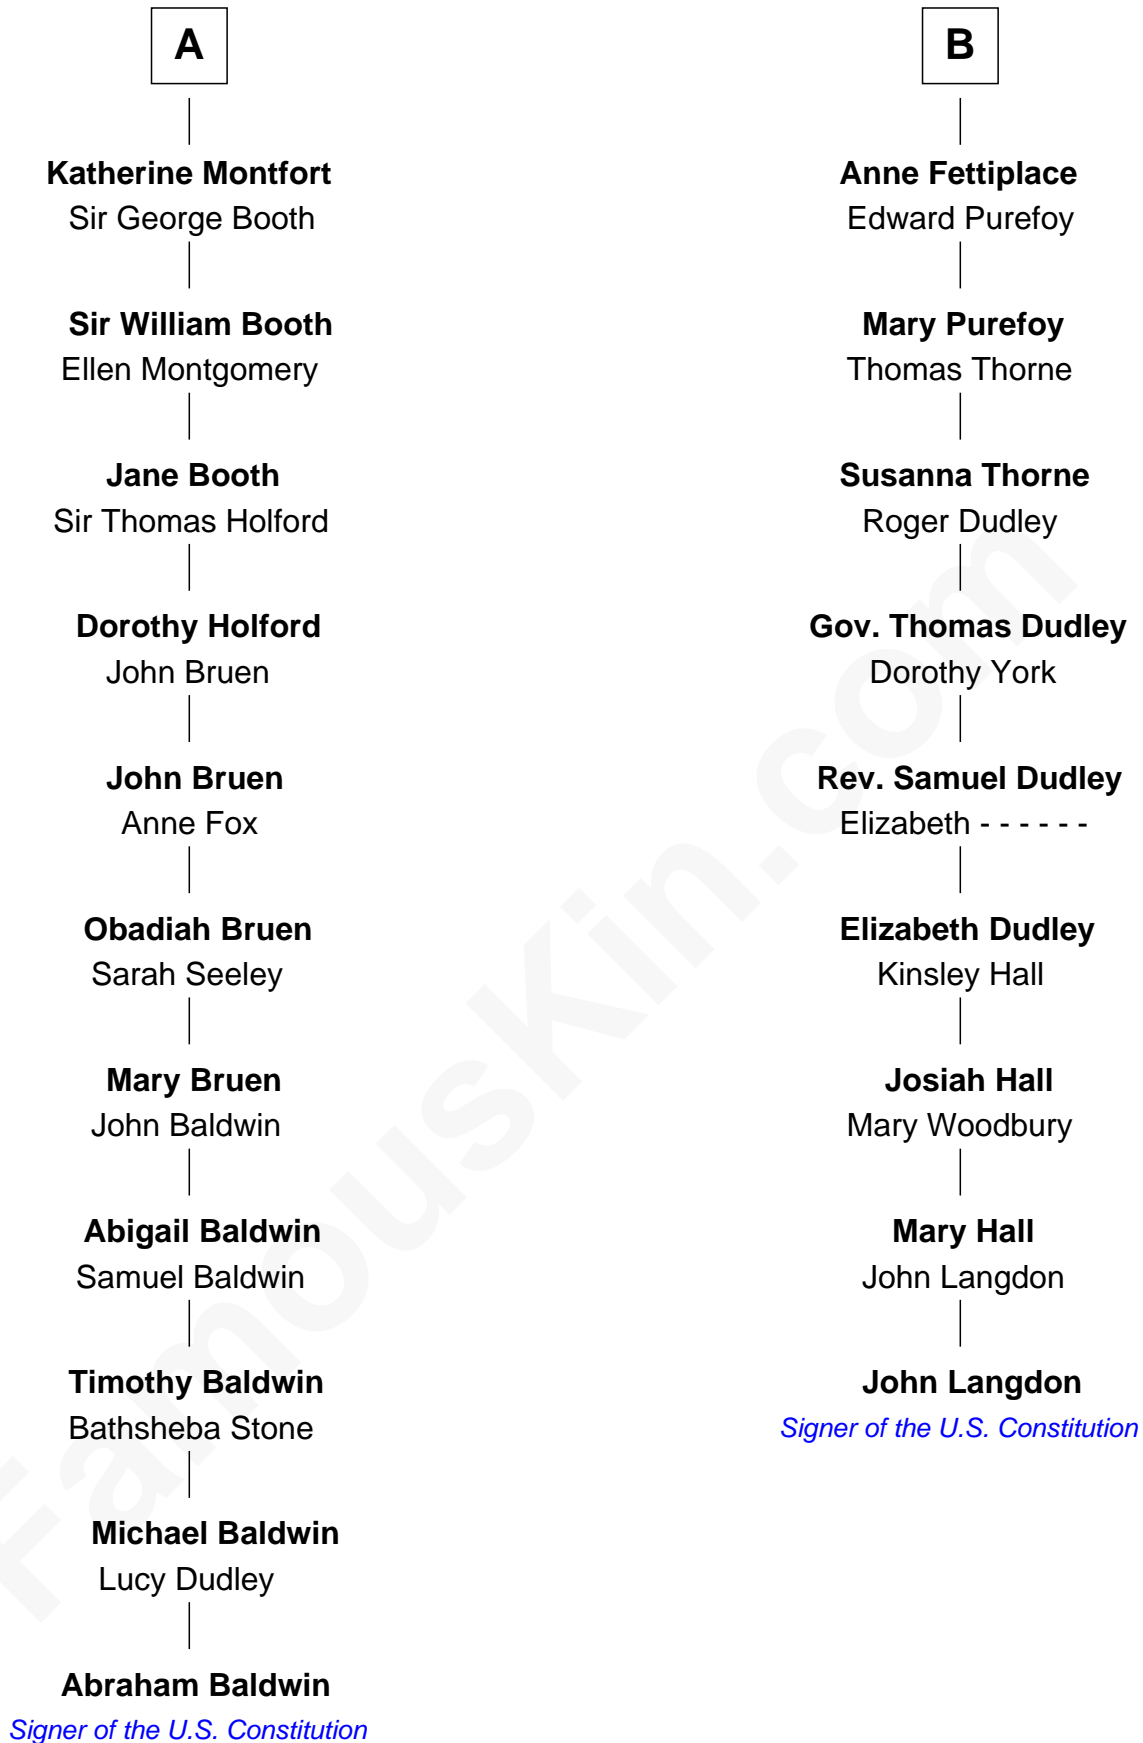 A
Katherine Montfort
Sir George Booth
Sir William Booth
Ellen Montgomery
Jane Booth
Sir Thomas Holford
Dorothy Holford
John Bruen
John Bruen
Anne Fox
Obadiah Bruen
Sarah Seeley
Mary Bruen
John Baldwin
Abigail Baldwin
Samuel Baldwin
Timothy Baldwin
Bathsheba Stone
Michael Baldwin
Lucy Dudley
Abraham Baldwin
Signer of the U.S. Constitution
B
Anne Fettiplace
Edward Purefoy
Mary Purefoy
Thomas Thorne
Susanna Thorne
Roger Dudley
Gov. Thomas Dudley
Dorothy York
Rev. Samuel Dudley
Elizabeth - - - - - -
Elizabeth Dudley
Kinsley Hall
Josiah Hall
Mary Woodbury
Mary Hall
John Langdon
John Langdon
Signer of the U.S. Constitution
FamousKin.com